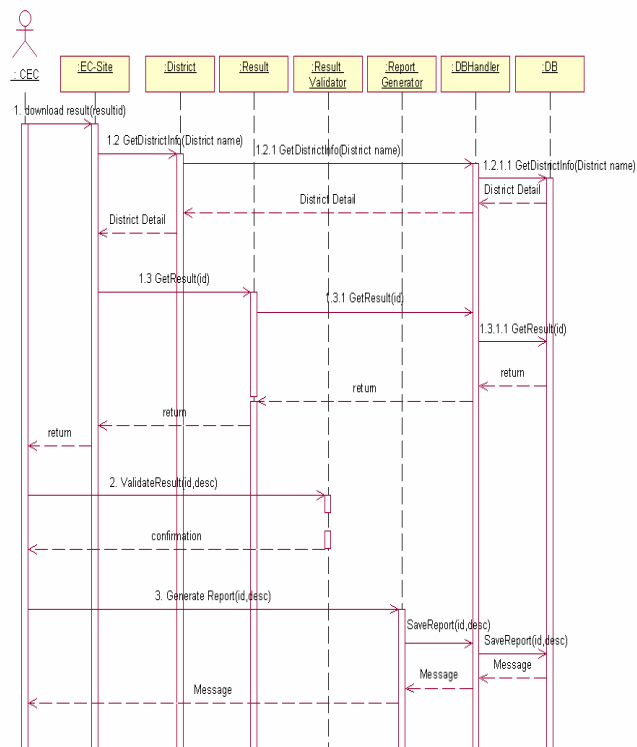 : CEC
:EC-Site
:District
:Result
:Result
Validator
:Report
Generator
:DBHandler
:DB
1. download result(resultid)
1.2 GetDistrictInfo(District name)
1.2.1 GetDistrictInfo(District name)
1.2.1.1 GetDistrictInfo(District name)
District Detail
District Detail
District Detail
1.3 GetResult(id)
1.3.1 GetResult(id)
1.3.1.1 GetResult(id)
return
return
return
return
2. ValidateResult(id,desc)
confirmation
3. Generate Report(id,desc)
SaveReport(id,desc)
SaveReport(id,desc)
Message
Message
Message